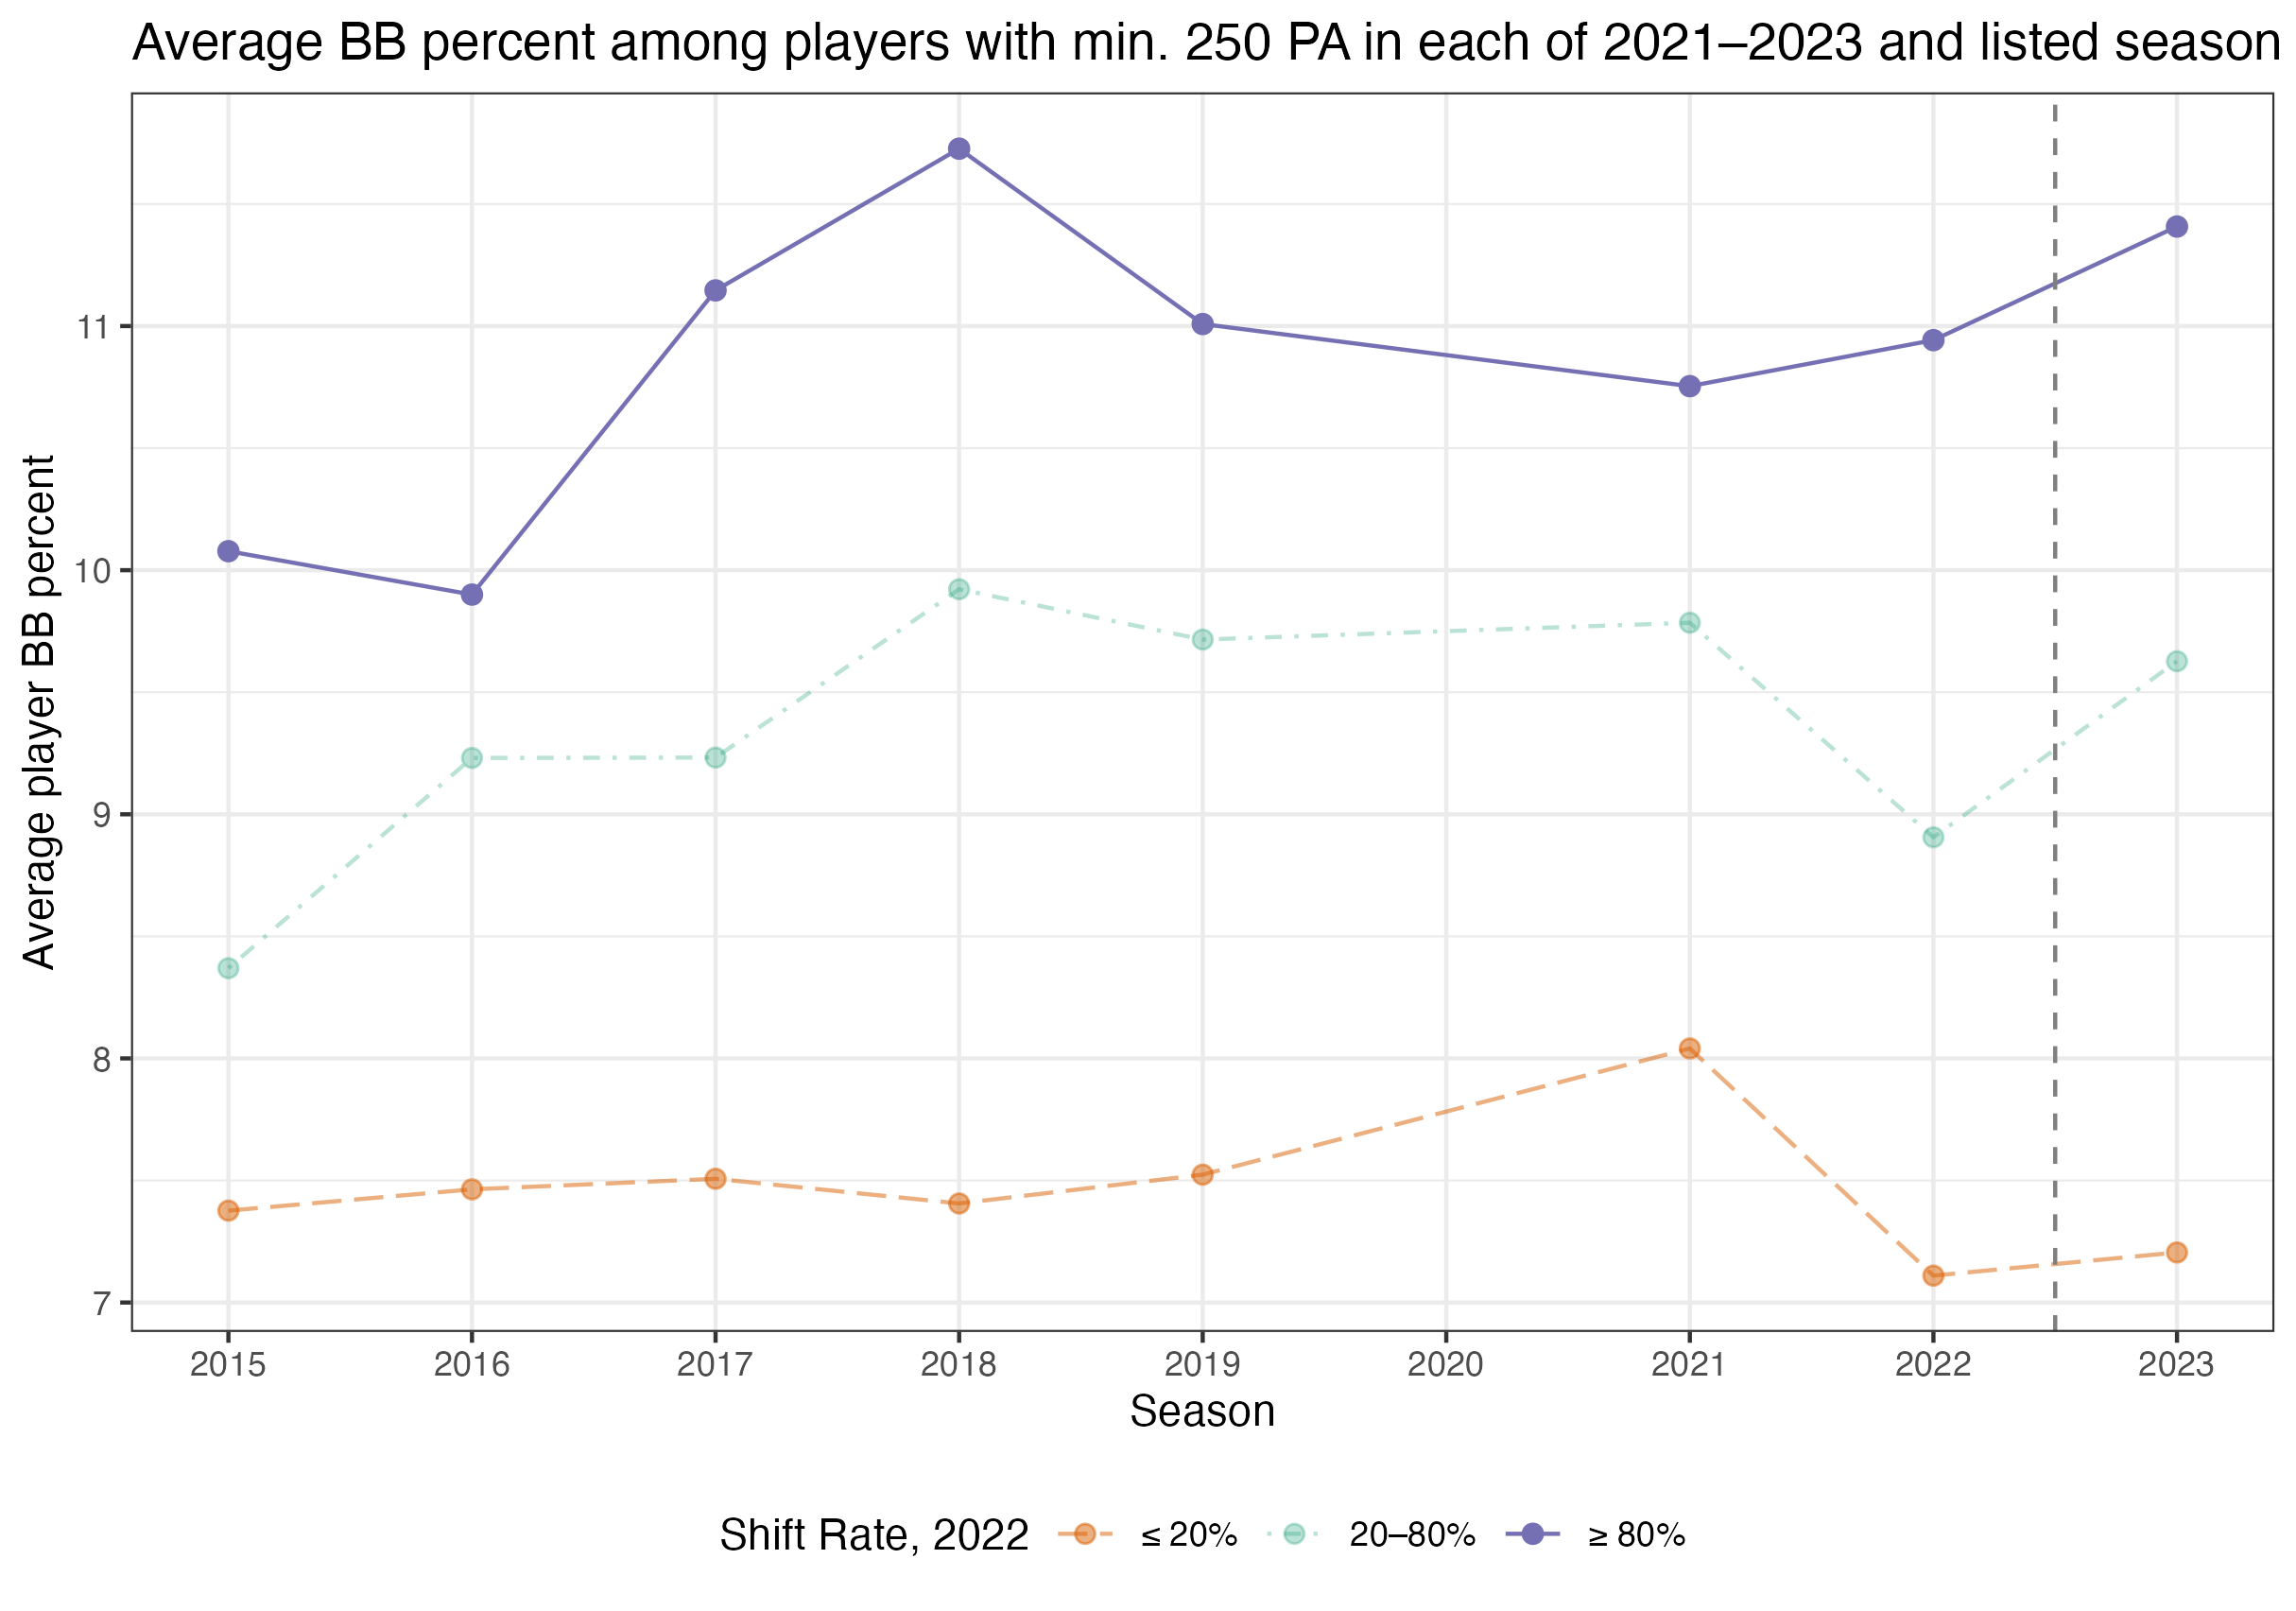 Average BB percent among players with min. 250 PA in each of 2021–2023 and listed season
Average player BB percent
11
10
9
8
7
2015 2016 2017 2018 2019 2020 2021 2022 2023
Season
Shift Rate, 2022 ≤ 20% 20–80% ≥ 80%